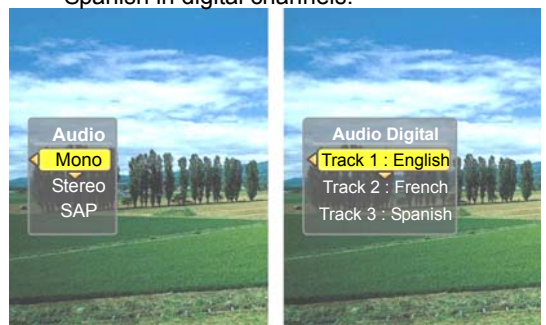 Spanish in digital channels.
Audio
Mono
Stereo
SAP
Audio Digital
Track 1 : English
Track 2 : French
Track 3 : Spanish